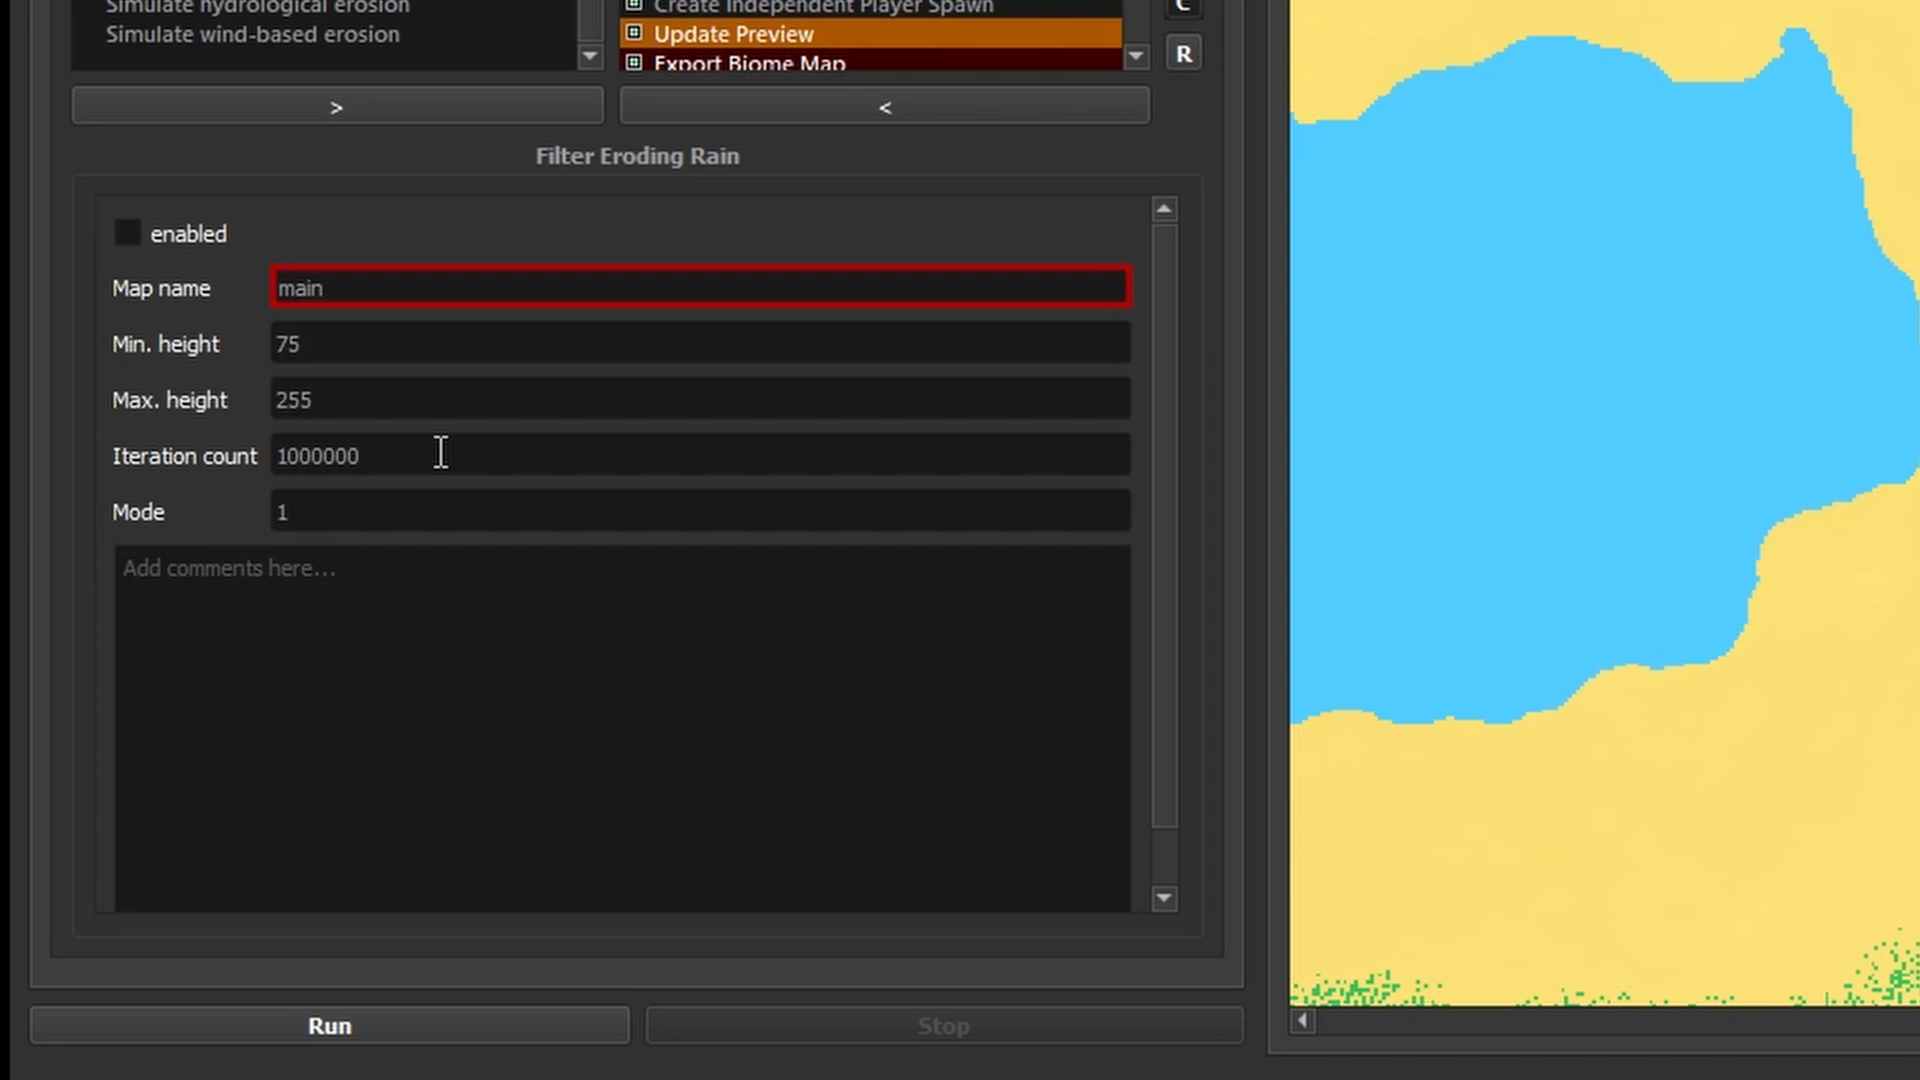 Simulate hydrological erosion
Simulate wind-based erosion
Create Independent Player Spawn
Update Preview
Export Biome Map
C
R
>
<
Filter Eroding Rain
enabled
Map name
main
Min. height
75
Max. height
255
Iteration count
1000000
Mode
1
Add comments here...
Run
Stop